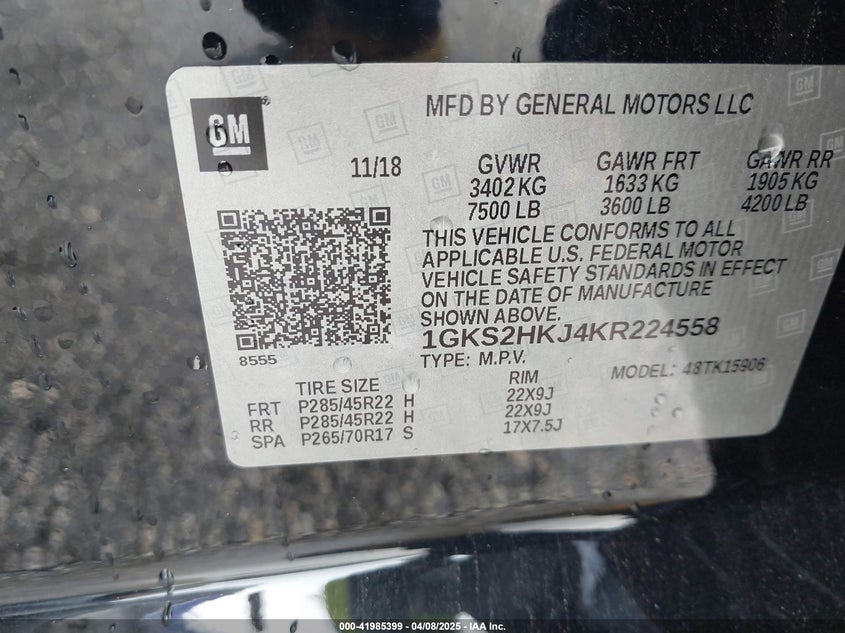 GM
MFD BY GENERAL MOTORS LLC
11/18
GVWR GAWR FRT GAWR RR
3402 KG 1633 KG 1905 KG
7500 LB 3600 LB 4200 LB
THIS VEHICLE CONFORMS TO ALL
APPLICABLE U.S. FEDERAL MOTOR
VEHICLE SAFETY STANDARDS IN EFFECT
ON THE DATE OF MANUFACTURE
SHOWN ABOVE.
1GKS2HKJ4KR224558
8555
TYPE: M.P.V. MODEL: 48TK15906
TIRE SIZE RIM
FRT P285/45R22 H 22X9J
RR P285/45R22 H 22X9J
SPA P265/70R17 S 17X7.5J
000-41985399 - 04/08/2025 - IAA Inc.